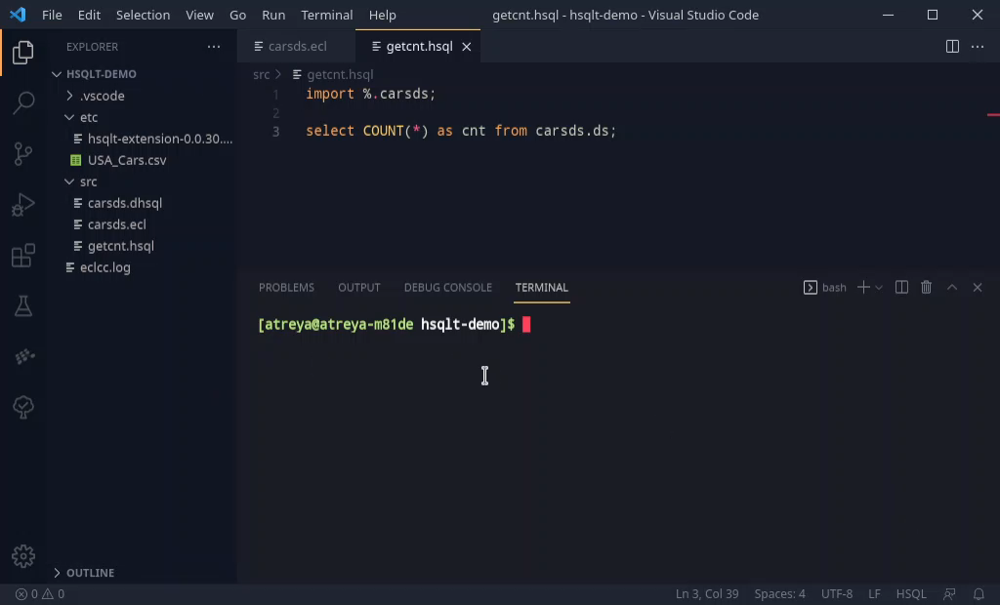 File Edit Selection View Go Run Terminal Help getcnt.hsql - hsqlt-demo - Visual Studio Code
EXPLORER
HSQLT-DEMO
.vscode
etc
hsqlt-extension-0.0.30....
USA_Cars.csv
src
carsds.dhsql
carsds.ecl
getcnt.hsql
eclcc.log
OUTLINE
carsds.ecl getcnt.hsql
src > getcnt.hsql
1 import %.carsds;
2
3 select COUNT(*) as cnt from carsds.ds;
PROBLEMS OUTPUT DEBUG CONSOLE TERMINAL bash
[atreya@atreya-m81de hsqlt-demo]$
0 0 Ln 3, Col 39 Spaces: 4 UTF-8 LF HSQL